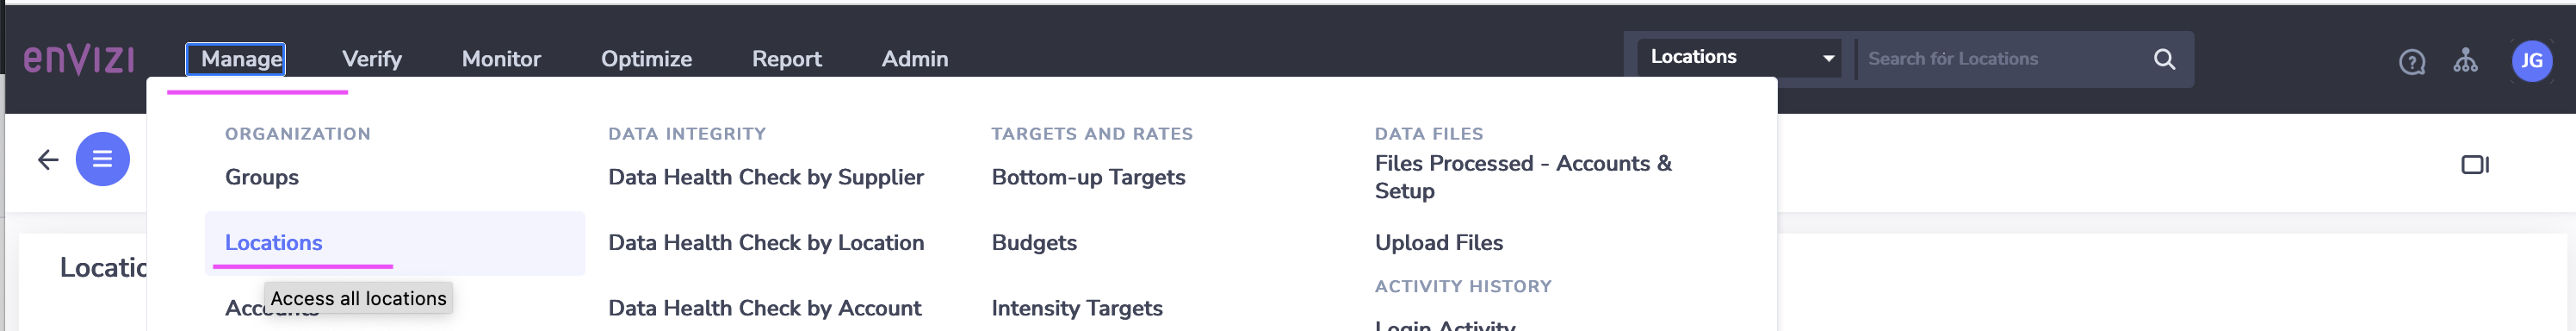 envizi
Manage Verify Monitor Optimize Report Admin
Locations Search for Locations
JG
ORGANIZATION
Groups
Locations
Access all locations
Accounts
DATA INTEGRITY
Data Health Check by Supplier
Data Health Check by Location
Data Health Check by Account
TARGETS AND RATES
Bottom-up Targets
Budgets
Intensity Targets
DATA FILES
Files Processed - Accounts &
Setup
Upload Files
ACTIVITY HISTORY
Login Activity
Locatio